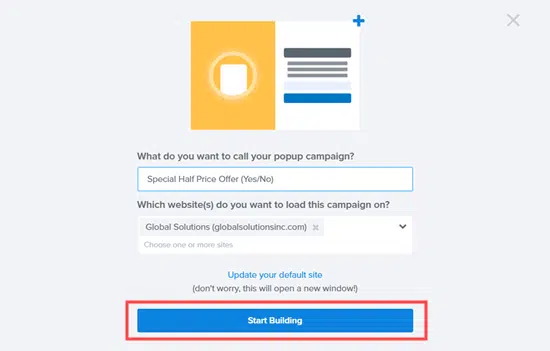 What do you want to call your popup campaign?
Special Half Price Offer (Yes/No)
Which website(s) do you want to load this campaign on?
Global Solutions (globalsolutionsinc.com)
Choose one or more sites
Update your default site
(don't worry, this will open a new window!)
Start Building